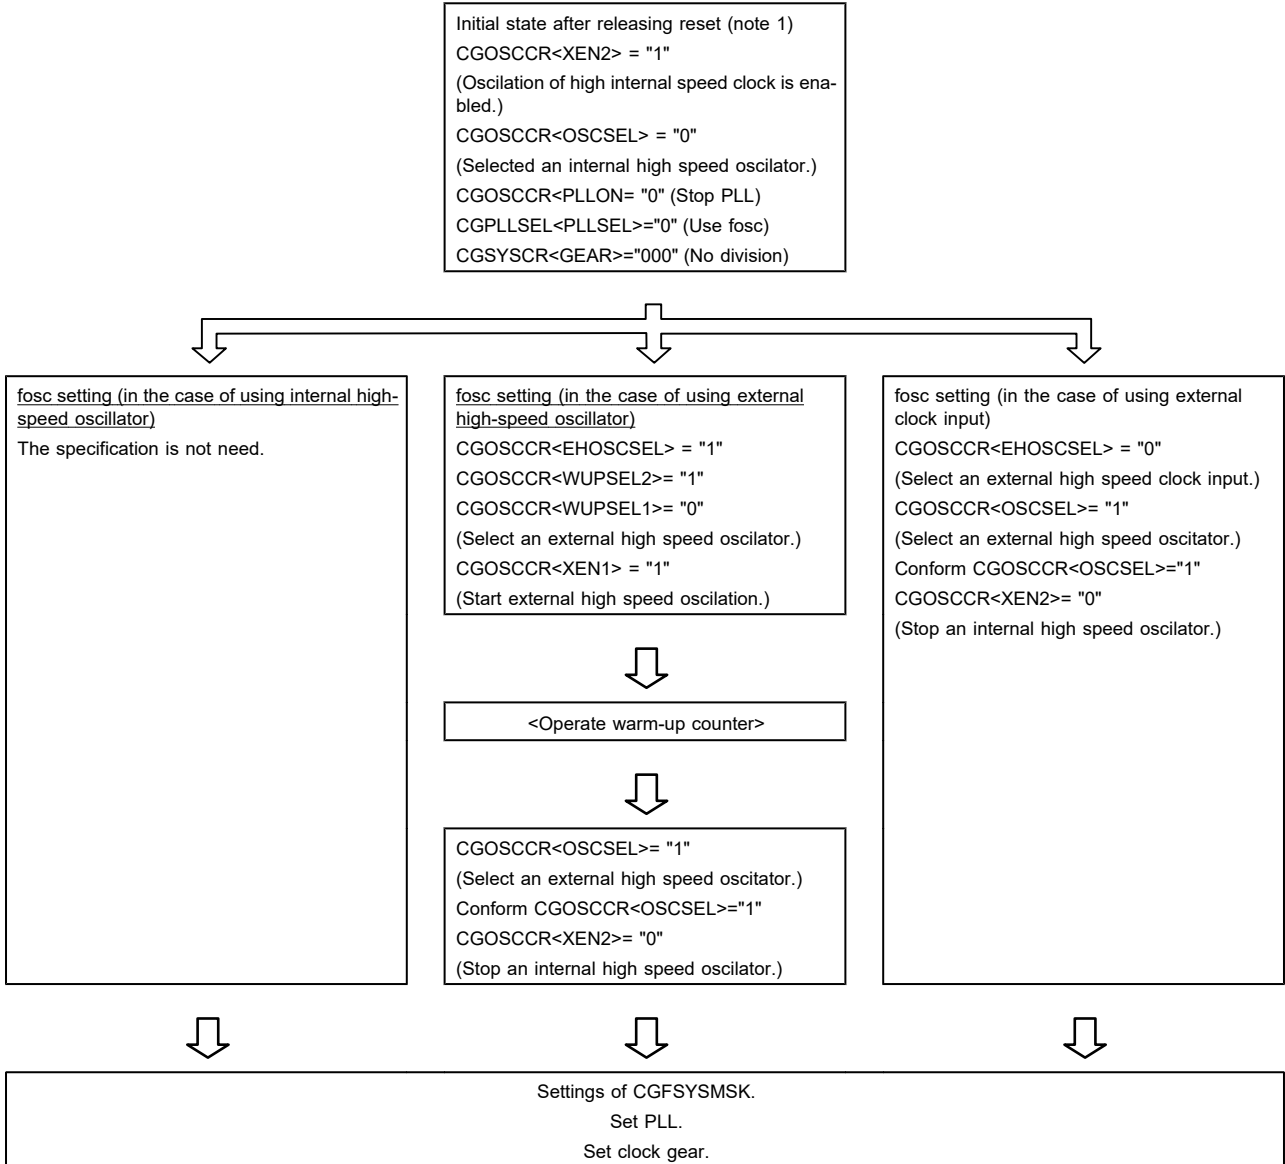 Initial state after releasing reset (note 1)
CGOSCCR<XEN2> = "1"
(Oscilation of high internal speed clock is ena-
bled.)
CGOSCCR<OSCSEL> = "0"
(Selected an internal high speed oscilator.)
CGOSCCR<PLLON= "0" (Stop PLL)
CGPLLSEL<PLLSEL>="0" (Use fosc)
CGSYSCR<GEAR>="000" (No division)
fosc setting (in the case of using internal high-
speed oscillator)
The specification is not need.
fosc setting (in the case of using external
high-speed oscillator)
CGOSCCR<EHOSCSEL> = "1"
CGOSCCR<WUPSEL2>= "1"
CGOSCCR<WUPSEL1>= "0"
(Select an external high speed oscilator.)
CGOSCCR<XEN1> = "1"
(Start external high speed oscilation.)
<Operate warm-up counter>
CGOSCCR<OSCSEL>= "1"
(Select an external high speed oscitator.)
Conform CGOSCCR<OSCSEL>="1"
CGOSCCR<XEN2>= "0"
(Stop an internal high speed oscilator.)
fosc setting (in the case of using external
clock input)
CGOSCCR<EHOSCSEL> = "0"
(Select an external high speed clock input.)
CGOSCCR<OSCSEL>= "1"
(Select an external high speed oscitator.)
Conform CGOSCCR<OSCSEL>="1"
CGOSCCR<XEN2>= "0"
(Stop an internal high speed oscilator.)
Settings of CGFSYSMSK.
Set PLL.
Set clock gear.